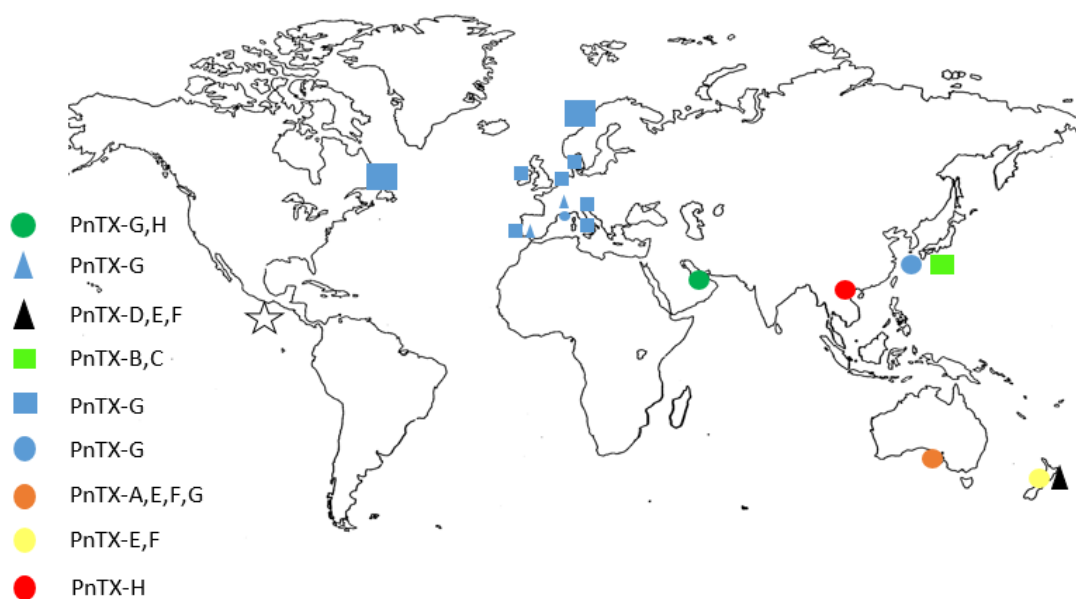 PnTX-G,H
PnTX-G
PnTX-D,E,F
PnTX-B,C
PnTX-G
PnTX-G
PnTX-A,E,F,G
PnTX-E,F
PnTX-H